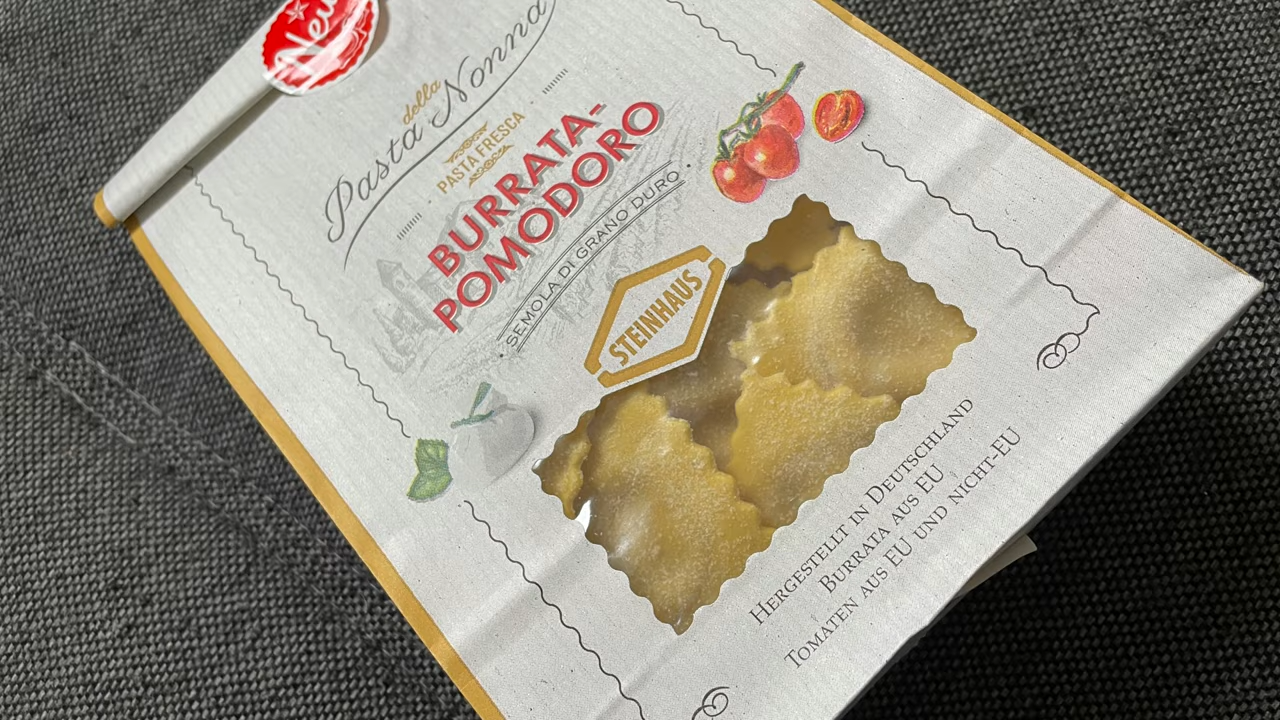 Neu
Pasta della Nonna
PASTA FRESCA
BURRATA-
POMODORO
SEMOLA DI GRANO DURO
STEINHAUS
HERGESTELLT IN DEUTSCHLAND
BURRATA AUS EU
TOMATEN AUS EU UND NICHT-EU